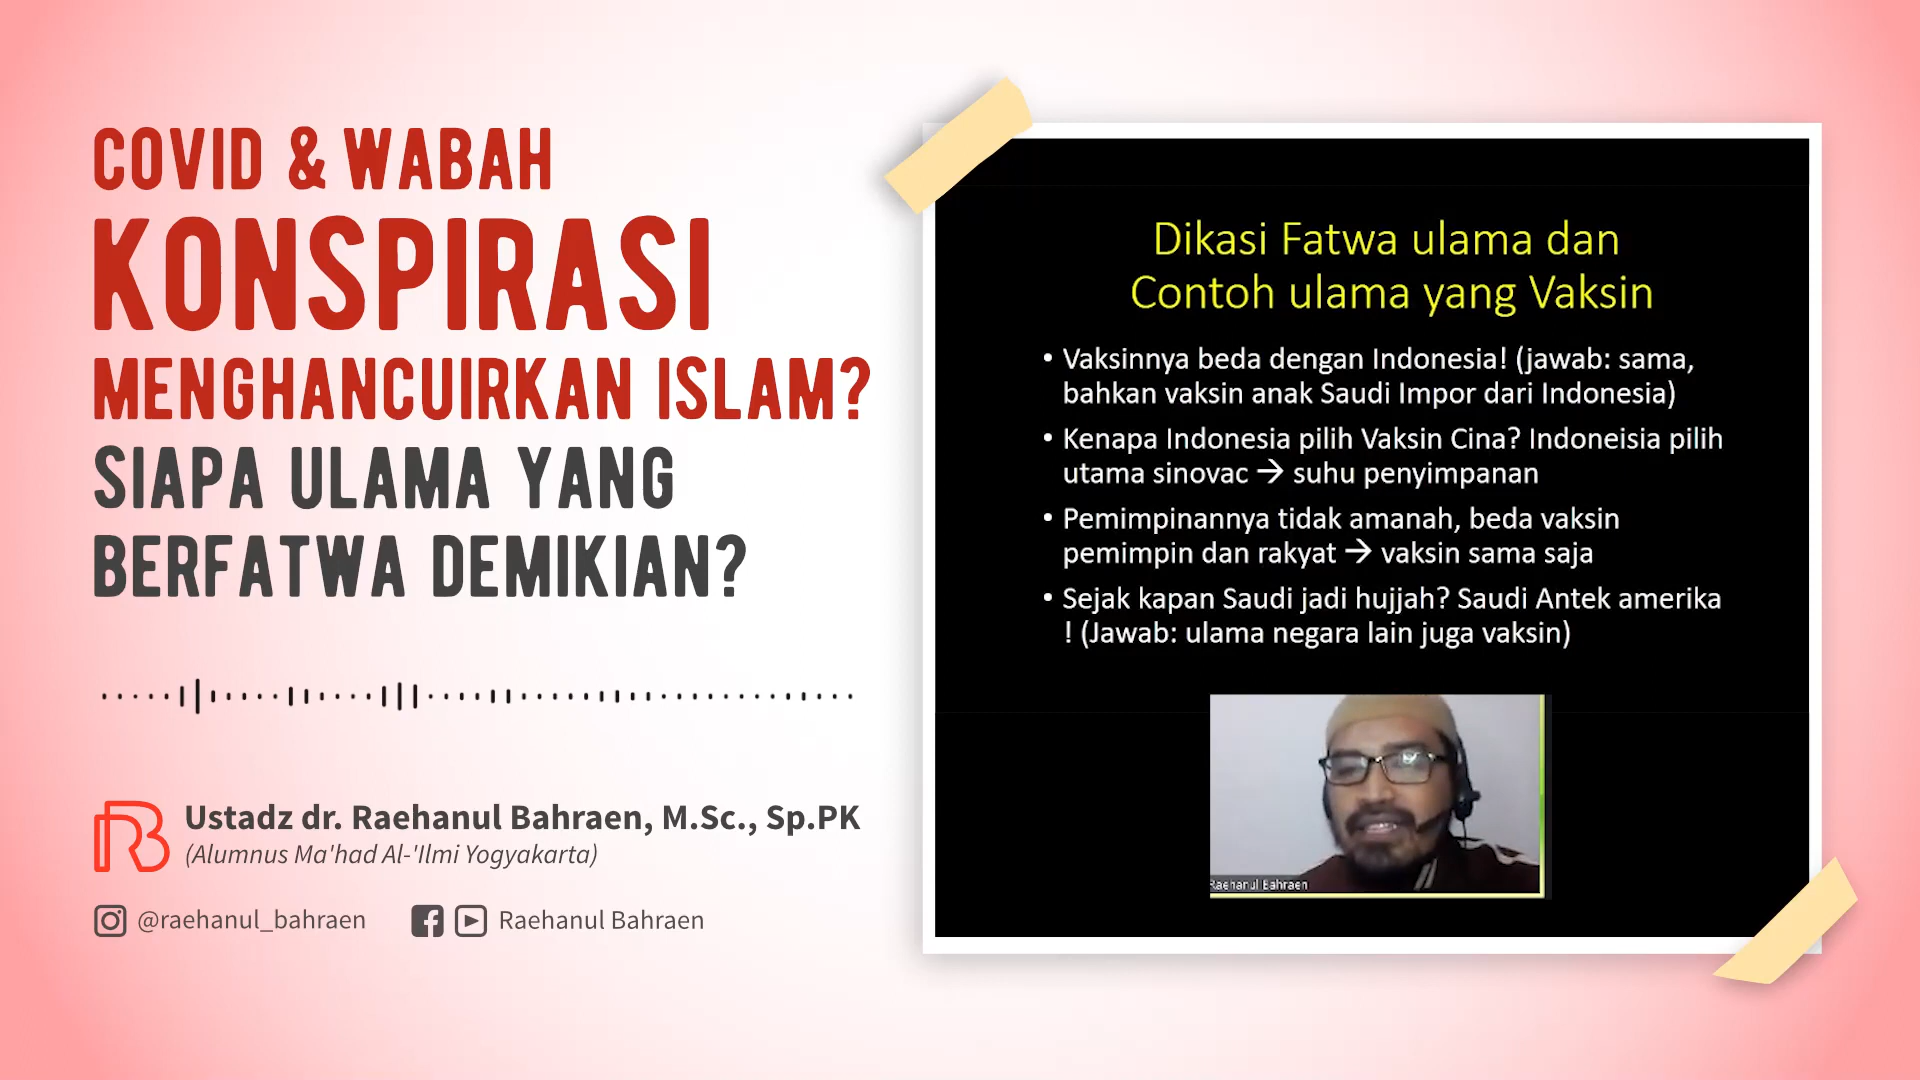 COVID & WABAH
KONSPIRASI
MENGHANCUIRKAN ISLAM?
SIAPA ULAMA YANG
BERFATWA DEMIKIAN?
Ustadz dr. Raehanul Bahraen, M.Sc., Sp.PK
(Alumnus Ma'had Al-'Ilmi Yogyakarta)
@raehanul_bahraen
Raehanul Bahraen
Dikasi Fatwa ulama dan
Contoh ulama yang Vaksin
• Vaksinnya beda dengan Indonesia! (jawab: sama,
bahkan vaksin anak Saudi Impor dari Indonesia)
• Kenapa Indonesia pilih Vaksin Cina? Indoneisia pilih
utama sinovac → suhu penyimpanan
• Pemimpinannya tidak amanah, beda vaksin
pemimpin dan rakyat → vaksin sama saja
• Sejak kapan Saudi jadi hujjah? Saudi Antek amerika
! (Jawab: ulama negara lain juga vaksin)
Raehanul Bahraen